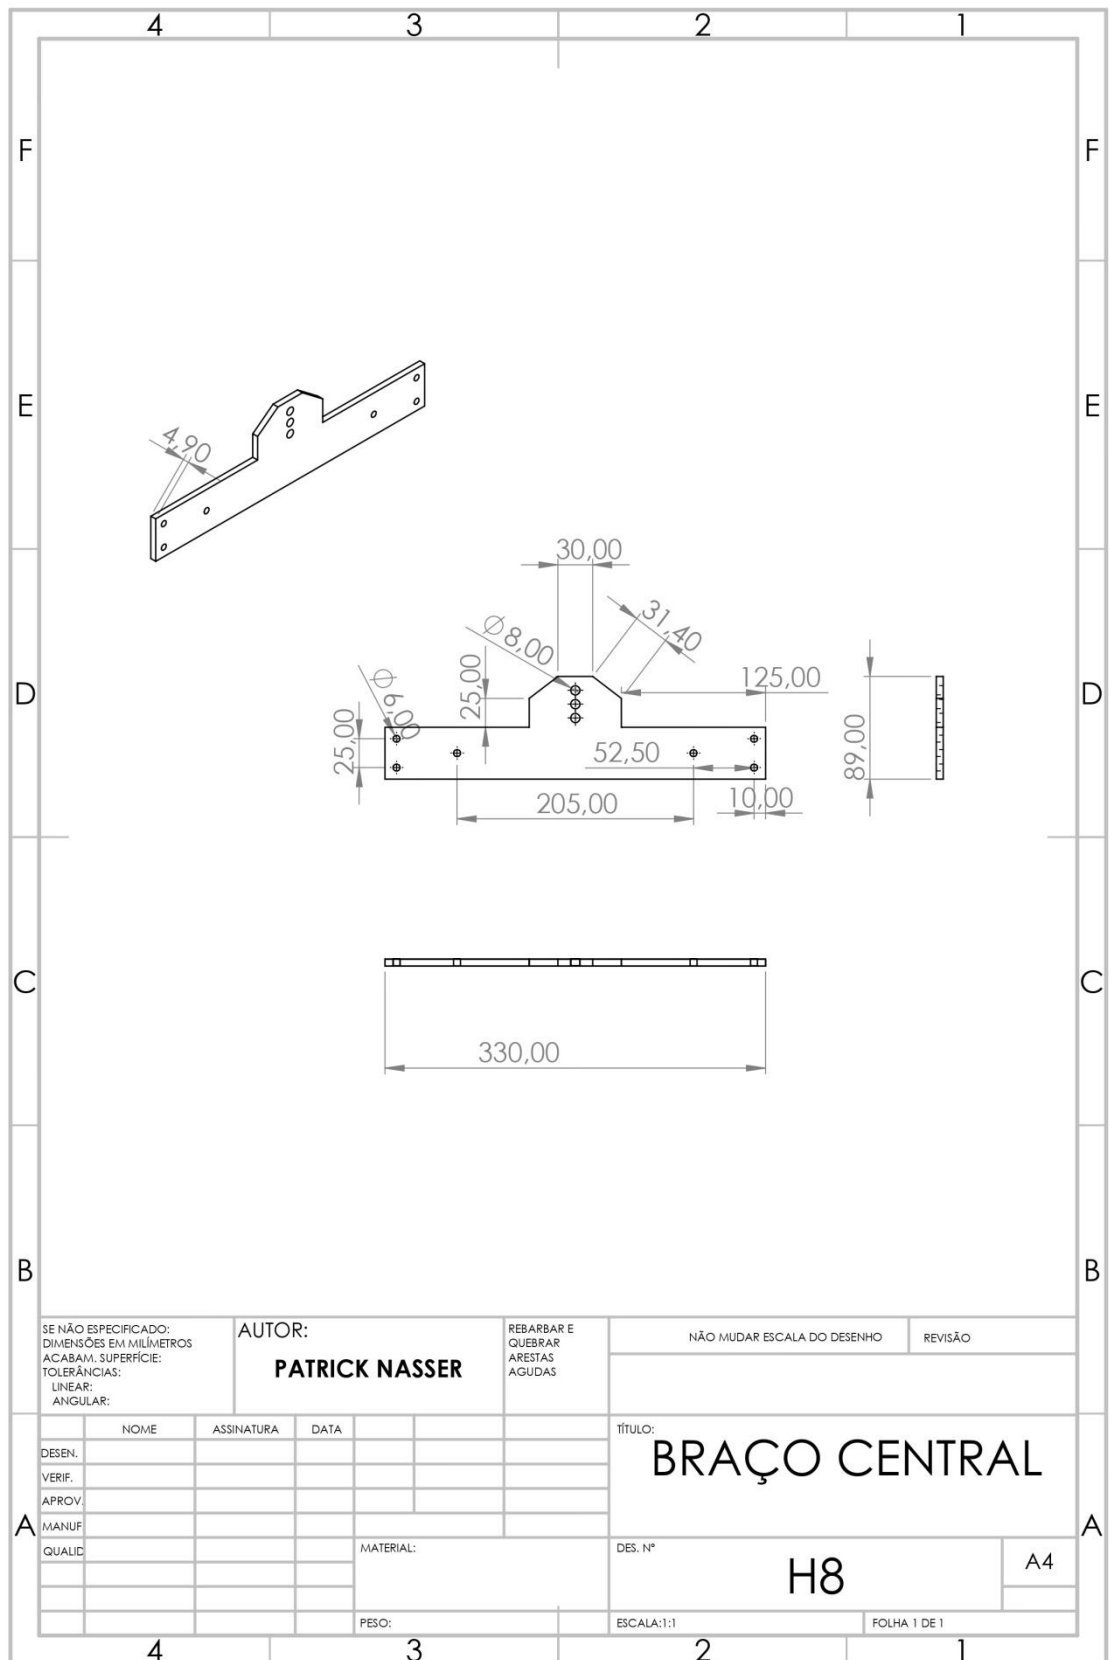 4 3 2 1
F F
E E
4,90
30,00
31,40
Ø 8,00
125,00
D D
Ø 6,00
25,00
25,00
89,00
52,50
10,00
205,00
C C
330,00
B B
SE NÃO ESPECIFICADO:
DIMENSÕES EM MILÍMETROS
ACABAM. SUPERFÍCIE:
TOLERÂNCIAS:
LINEAR:
ANGULAR:
AUTOR:
PATRICK NASSER
REBARBAR E
QUEBRAR
ARESTAS
AGUDAS
NÃO MUDAR ESCALA DO DESENHO
REVISÃO
NOME ASSINATURA DATA
DESEN.
VERIF.
APROV.
MANUF
QUALID
TÍTULO:
BRAÇO CENTRAL
A A
MATERIAL:
DES. Nº
H8
A4
PESO:
ESCALA:1:1
FOLHA 1 DE 1
4 3 2 1